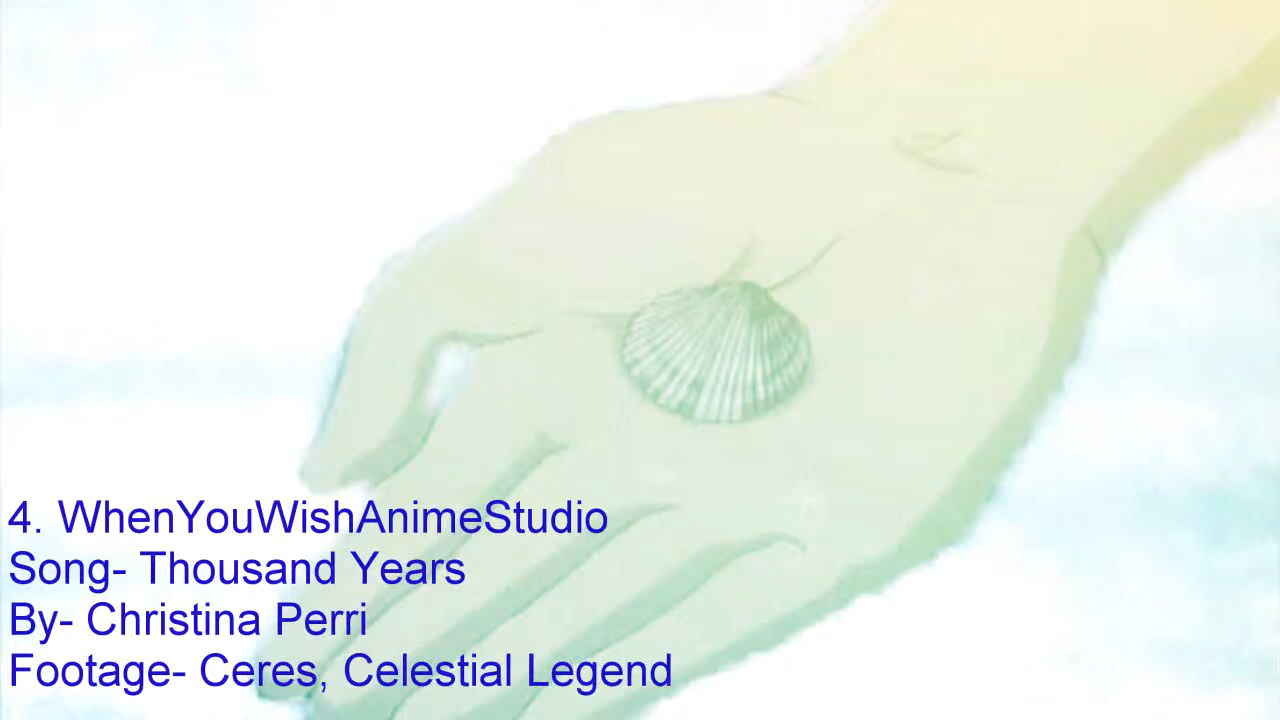 4. WhenYouWishAnimeStudio
Song- Thousand Years
By- Christina Perri
Footage- Ceres, Celestial Legend